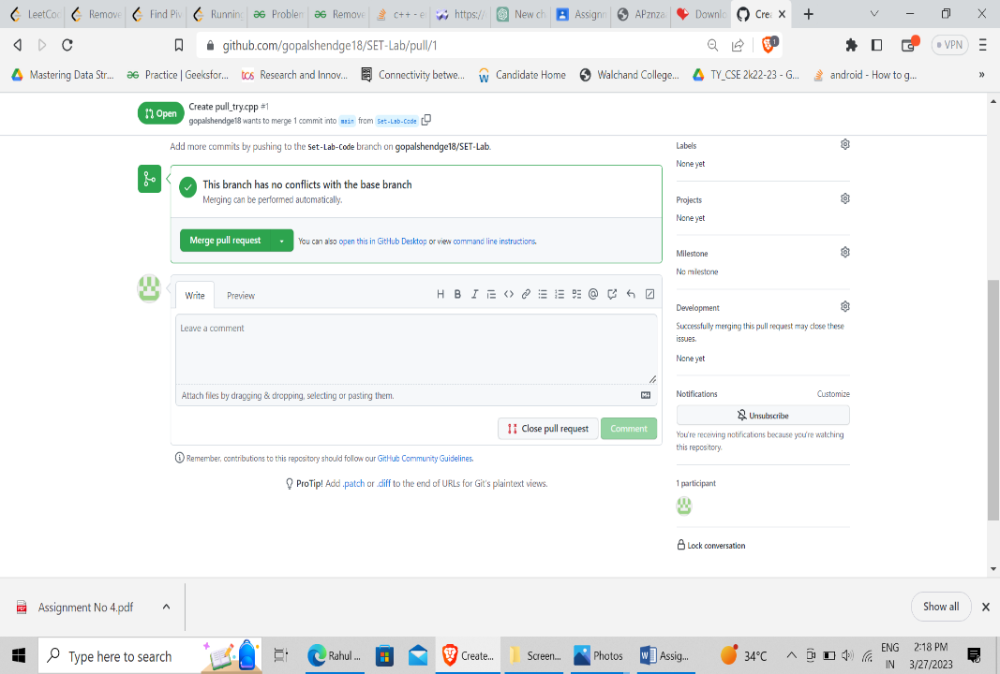 LeetCo
Remove
Find Piv
Running
Problem
Remove
c++ - e
https:/
New ch
Assignm
APznza
Downlo
Crea
github.com/gopalshendge18/SET-Lab/pull/1
1
VPN
Mastering Data Str...
Practice | Geeksfor...
Research and Innov...
Connectivity betwe...
Candidate Home
Walchand College...
TY_CSE 2k22-23 - G...
android - How to g...
»
Open
Create pull_try.cpp #1
gopalshendge18 wants to merge 1 commit into main from Set-Lab-Code
Add more commits by pushing to the Set-Lab-Code branch on gopalshendge18/SET-Lab.
This branch has no conflicts with the base branch
Merging can be performed automatically.
Merge pull request
You can also open this in GitHub Desktop or view command line instructions.
Write
Preview
Leave a comment
Attach files by dragging & dropping, selecting or pasting them.
Close pull request
Comment
Remember, contributions to this repository should follow our GitHub Community Guidelines.
ProTip! Add .patch or .diff to the end of URLs for Git's plaintext views.
Labels
None yet
Projects
None yet
Milestone
No milestone
Development
Successfully merging this pull request may close these
issues.
None yet
Notifications
Customize
Unsubscribe
You're receiving notifications because you're watching
this repository.
1 participant
Lock conversation
Assignment No 4.pdf
Show all
Type here to search
Rahul ...
Create...
Screen...
Photos
Assig...
34°C
ENG
IN
2:18 PM
3/27/2023